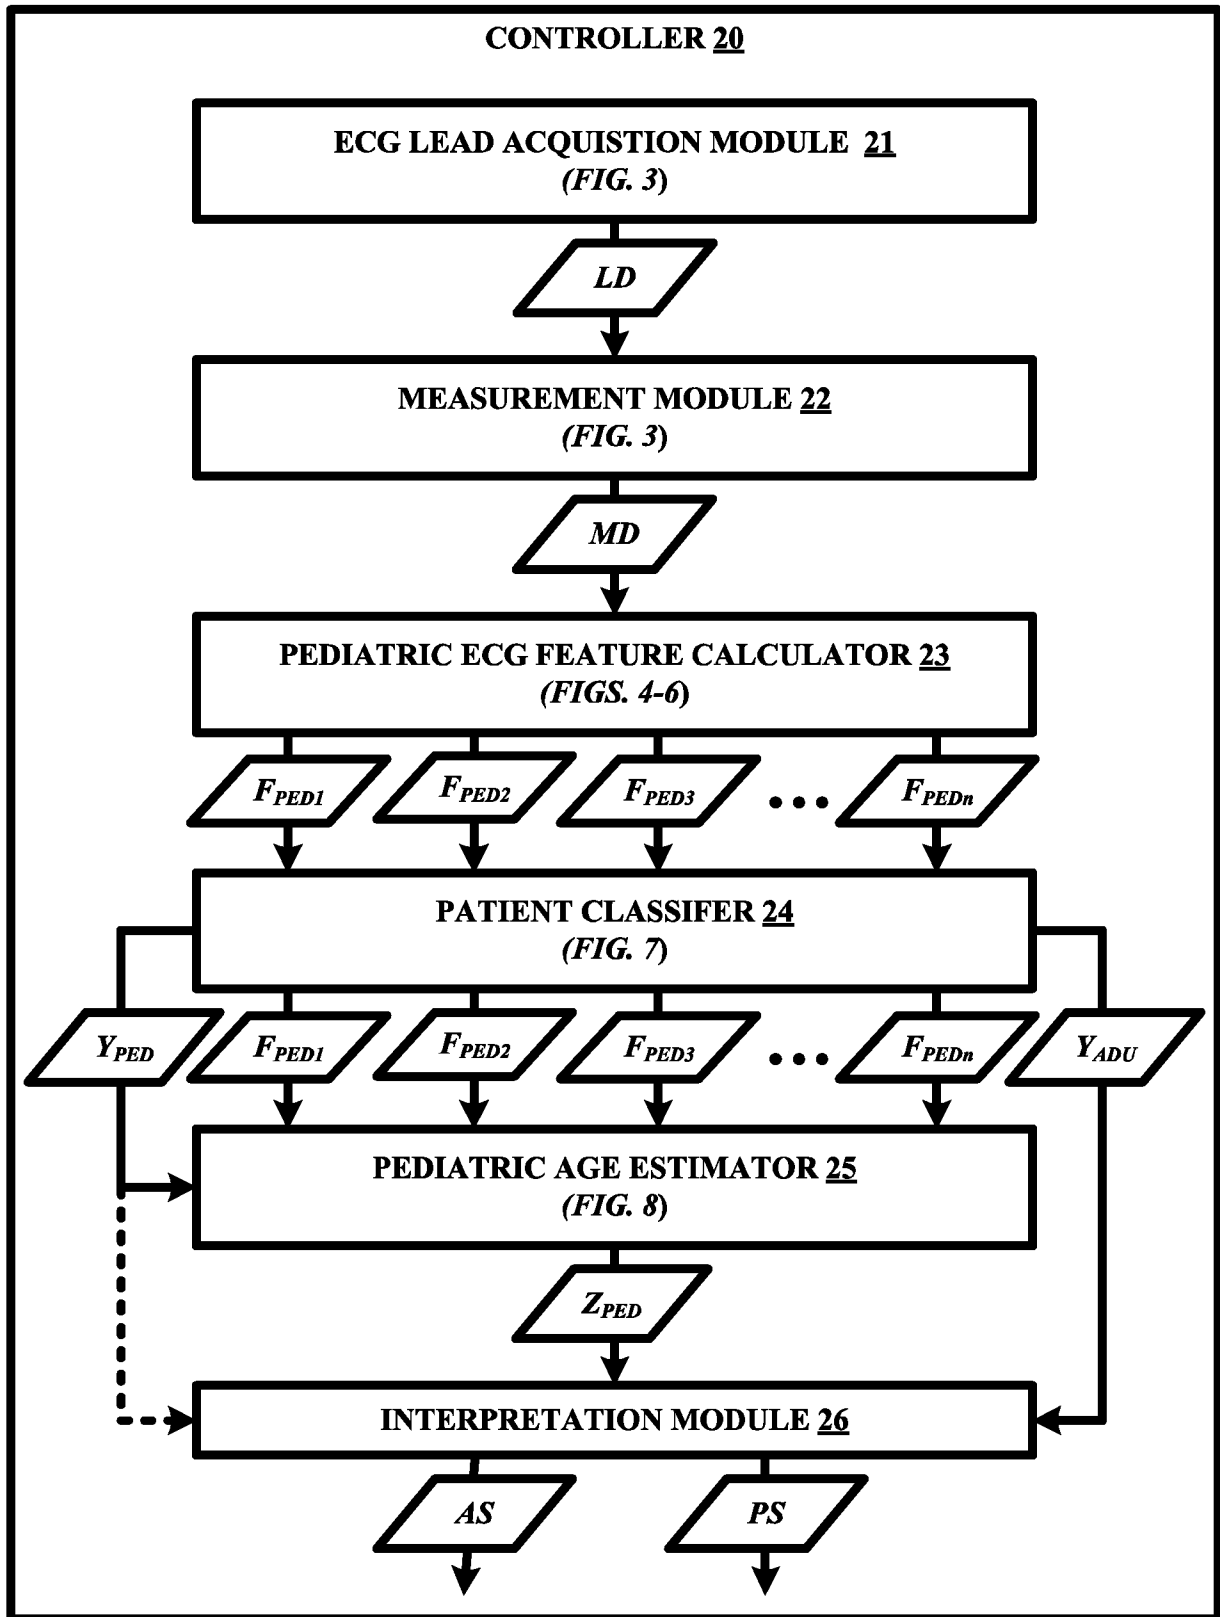 CONTROLLER 20
ECG LEAD ACQUISTION MODULE 21
(FIG. 3)
LD
MEASUREMENT MODULE 22
(FIG. 3)
MD
PEDIATRIC ECG FEATURE CALCULATOR 23
(FIGS. 4-6)
FPED1 FPED2 FPED3 ••• FPEDn
PATIENT CLASSIFER 24
(FIG. 7)
YPED FPED1 FPED2 FPED3 ••• FPEDn YADU
PEDIATRIC AGE ESTIMATOR 25
(FIG. 8)
ZPED
INTERPRETATION MODULE 26
AS PS